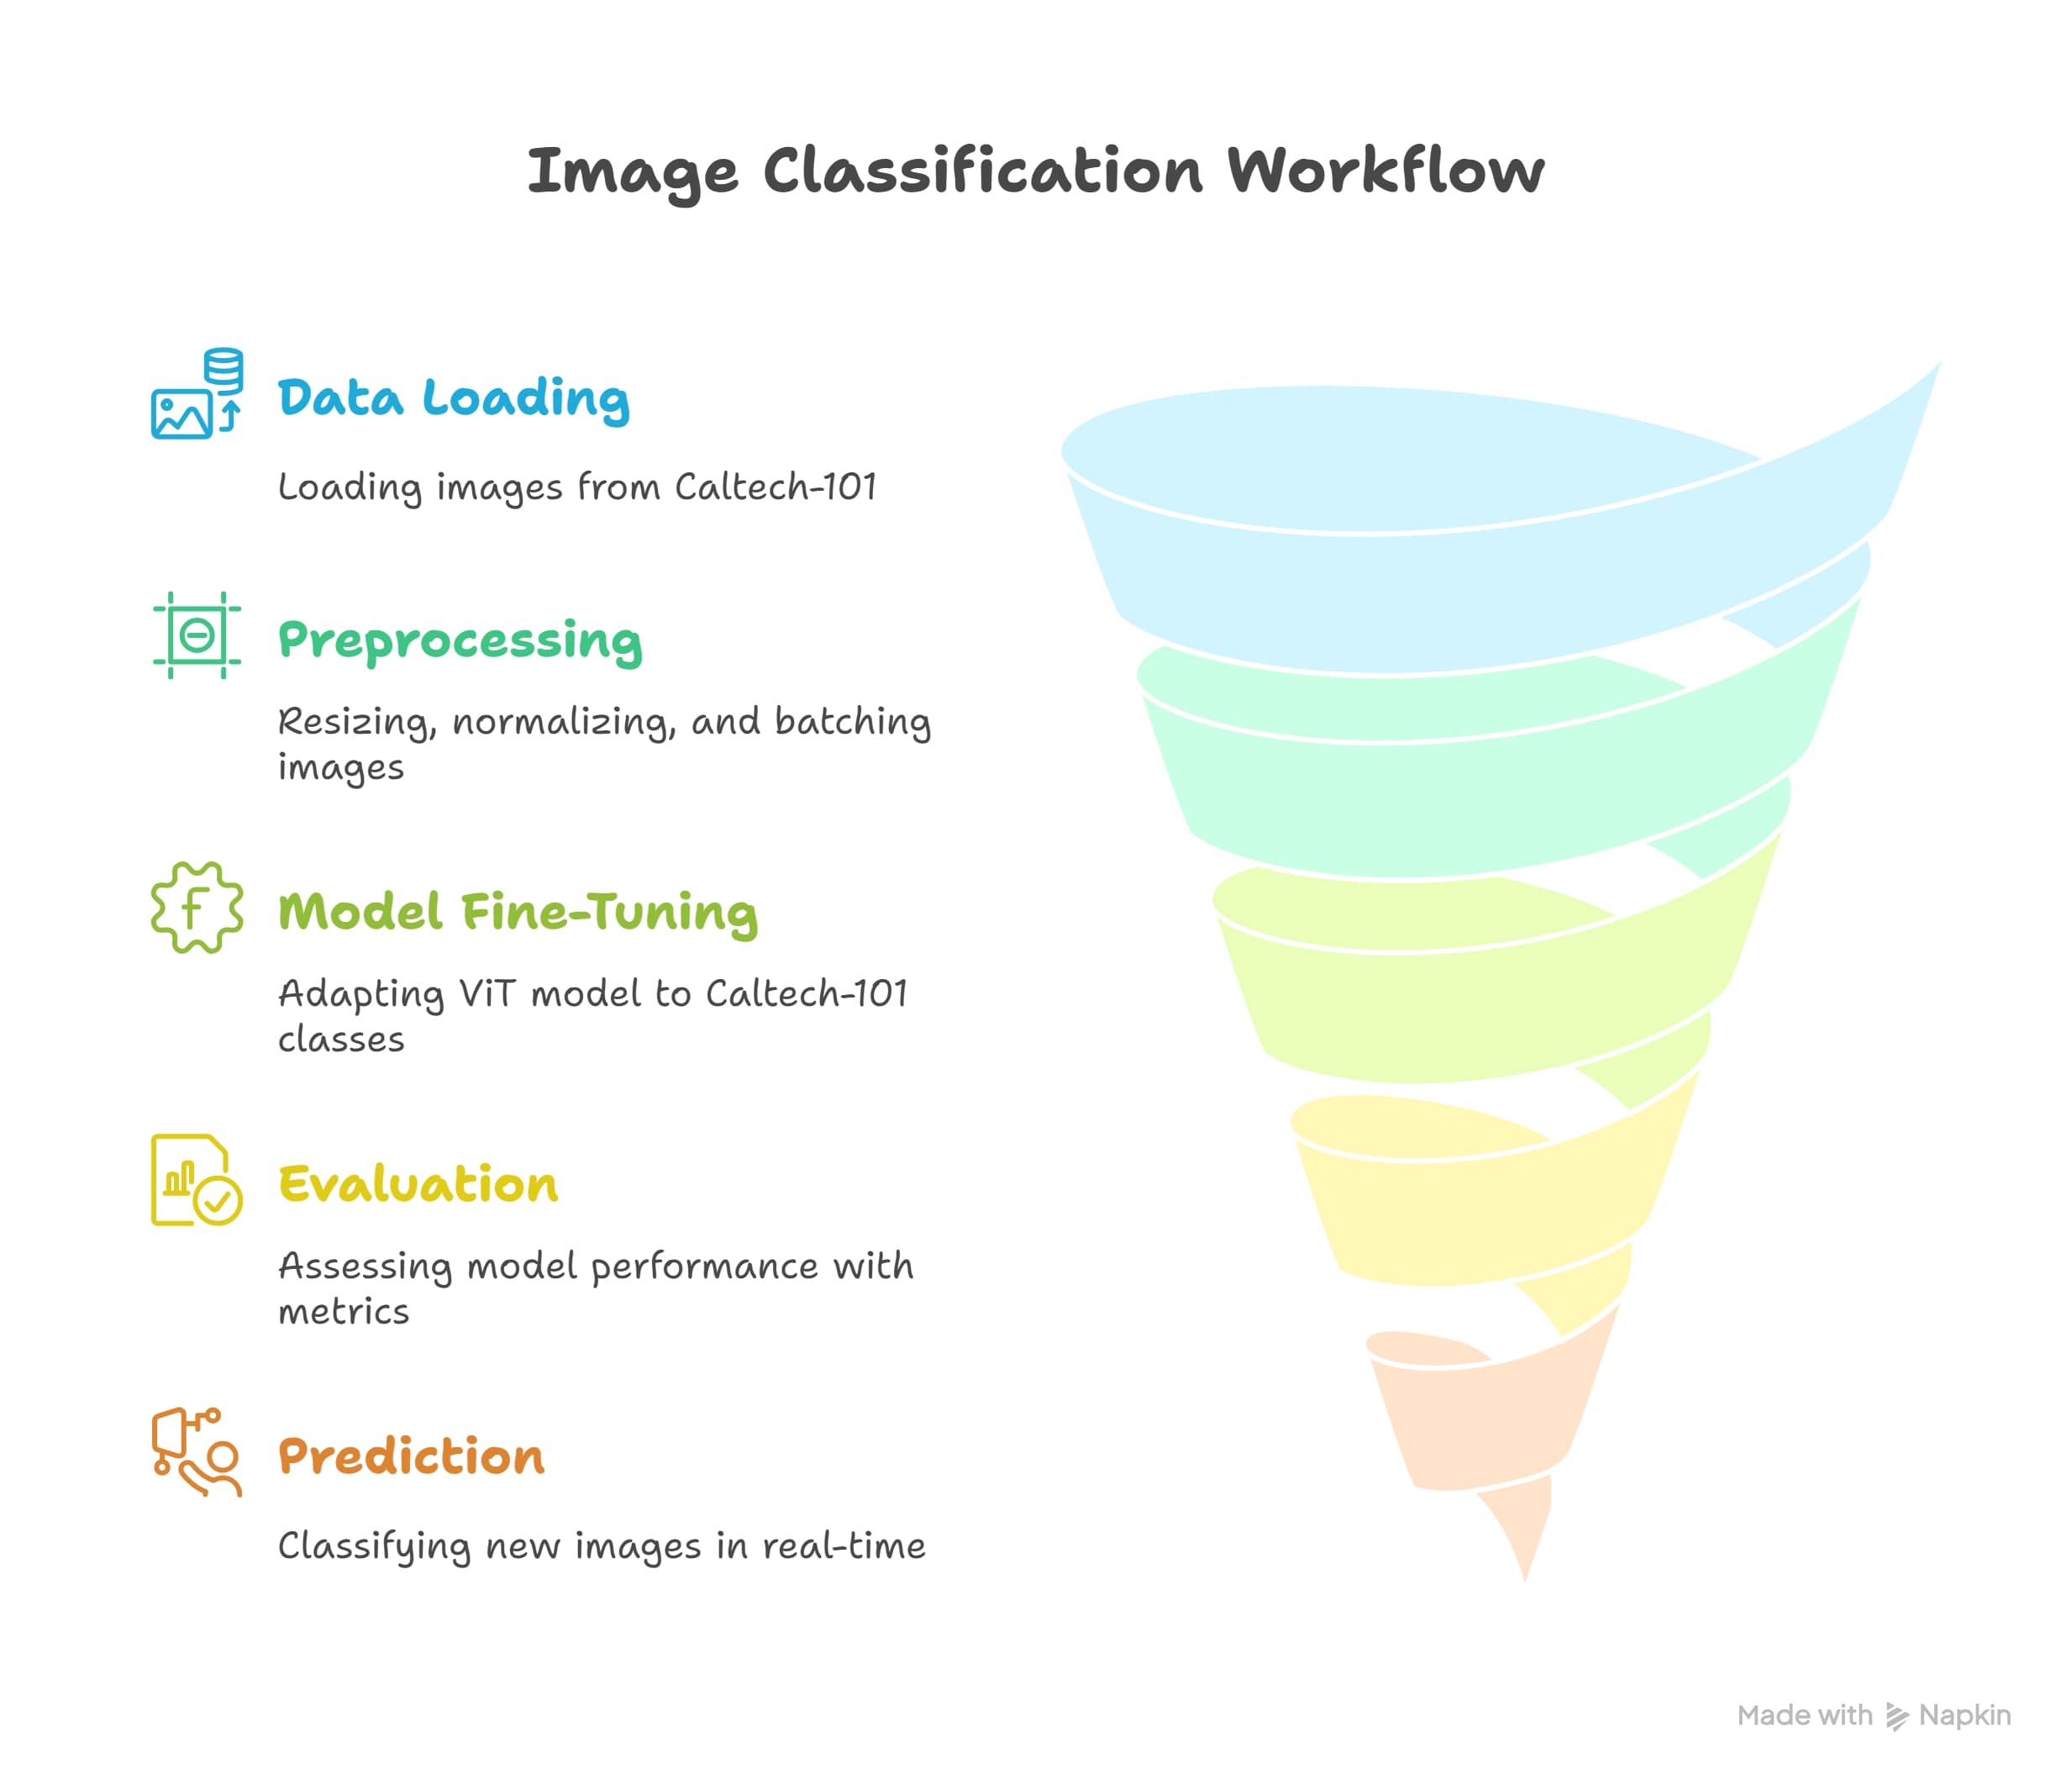 Image Classification Workflow
Data Loading
Loading images from Caltech-101
Preprocessing
Resizing, normalizing, and batching
images
Model Fine-Tuning
Adapting ViT model to Caltech-101
classes
Evaluation
Assessing model performance with
metrics
Prediction
Classifying new images in real-time
Made with Napkin